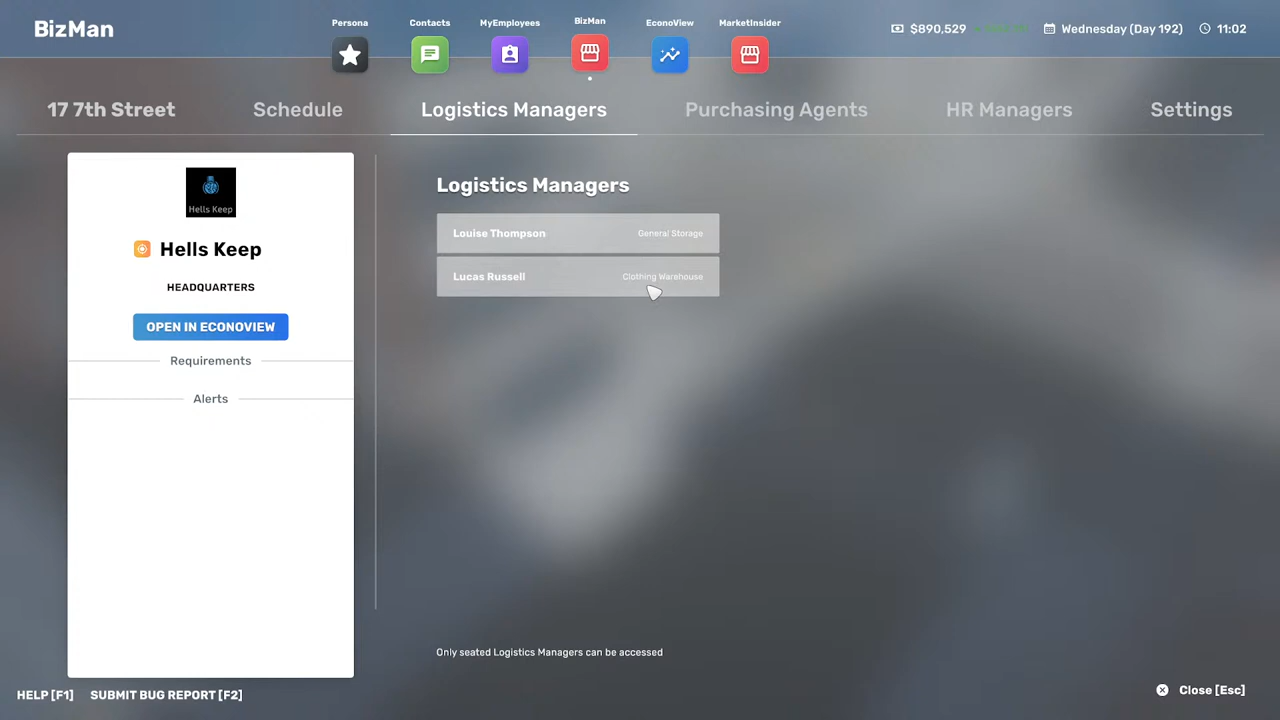 BizMan
Persona
Contacts
MyEmployees
BizMan
EconoView
MarketInsider
$890,529
Wednesday (Day 192)
11:02
17 7th Street
Schedule
Logistics Managers
Purchasing Agents
HR Managers
Settings
Hells Keep
Hells Keep
HEADQUARTERS
OPEN IN ECONOVIEW
Requirements
Alerts
Logistics Managers
Louise Thompson General Storage
Lucas Russell Clothing Warehouse
Only seated Logistics Managers can be accessed
HELP [F1] SUBMIT BUG REPORT [F2]
Close [Esc]